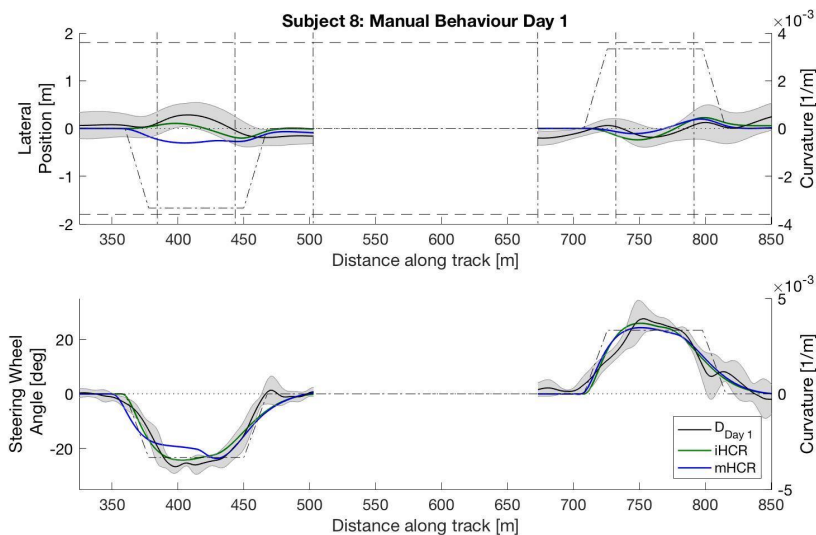 Subject 8: Manual Behaviour Day 1
×10⁻³
2
1
0
-1
-2
Lateral
Position [m]
4
2
0
-2
-4
Curvature [1/m]
350 400 450 500 550 600 650 700 750 800 850
Distance along track [m]
×10⁻³
20
0
-20
Steering Wheel
Angle [deg]
5
0
-5
Curvature [1/m]
D_Day 1
iHCR
mHCR
350 400 450 500 550 600 650 700 750 800 850
Distance along track [m]